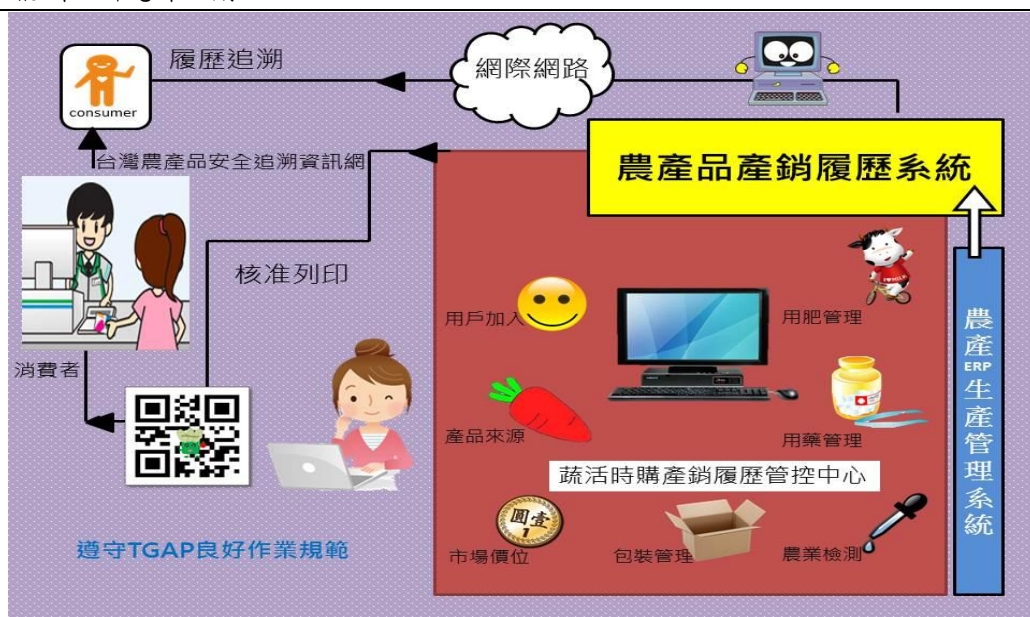 履歷追溯
網際網路
consumer
台灣農產品安全追溯資訊網
農產品產銷履歷系統
核准列印
用戶加入
用肥管理
消費者
產品來源
用藥管理
蔬活時購產銷履歷管控中心
圓壹
1
市場價位
包裝管理
農業檢測
遵守TGAP良好作業規範
農產ERP生產管理系統